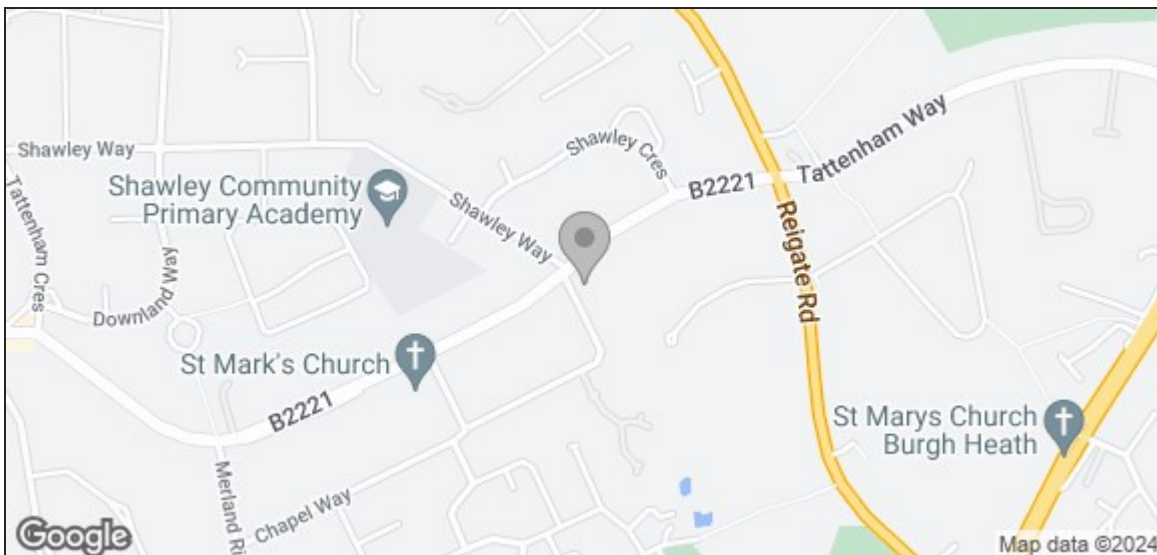 Shawley Way
Tattenham Cres
Downland Way
Shawley Community
Primary Academy
Shawley Way
Shawley Cres
B2221
Tattenham Way
Reigate Rd
St Mark's Church
B2221
Merland Ri
Chapel Way
St Marys Church
Burgh Heath
Google
Map data ©2024